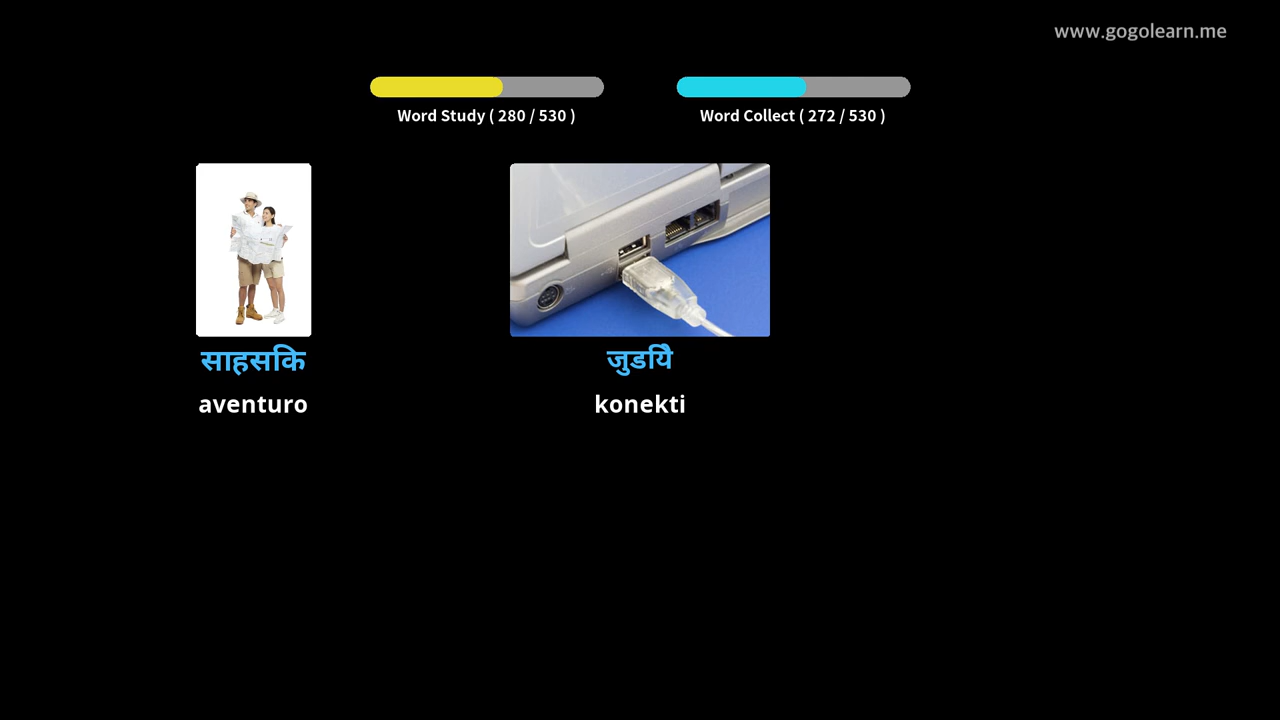 www.gogolearn.me
Word Study ( 280 / 530 )
Word Collect ( 272 / 530 )
साहसकि
जुडयिे
aventuro
konekti